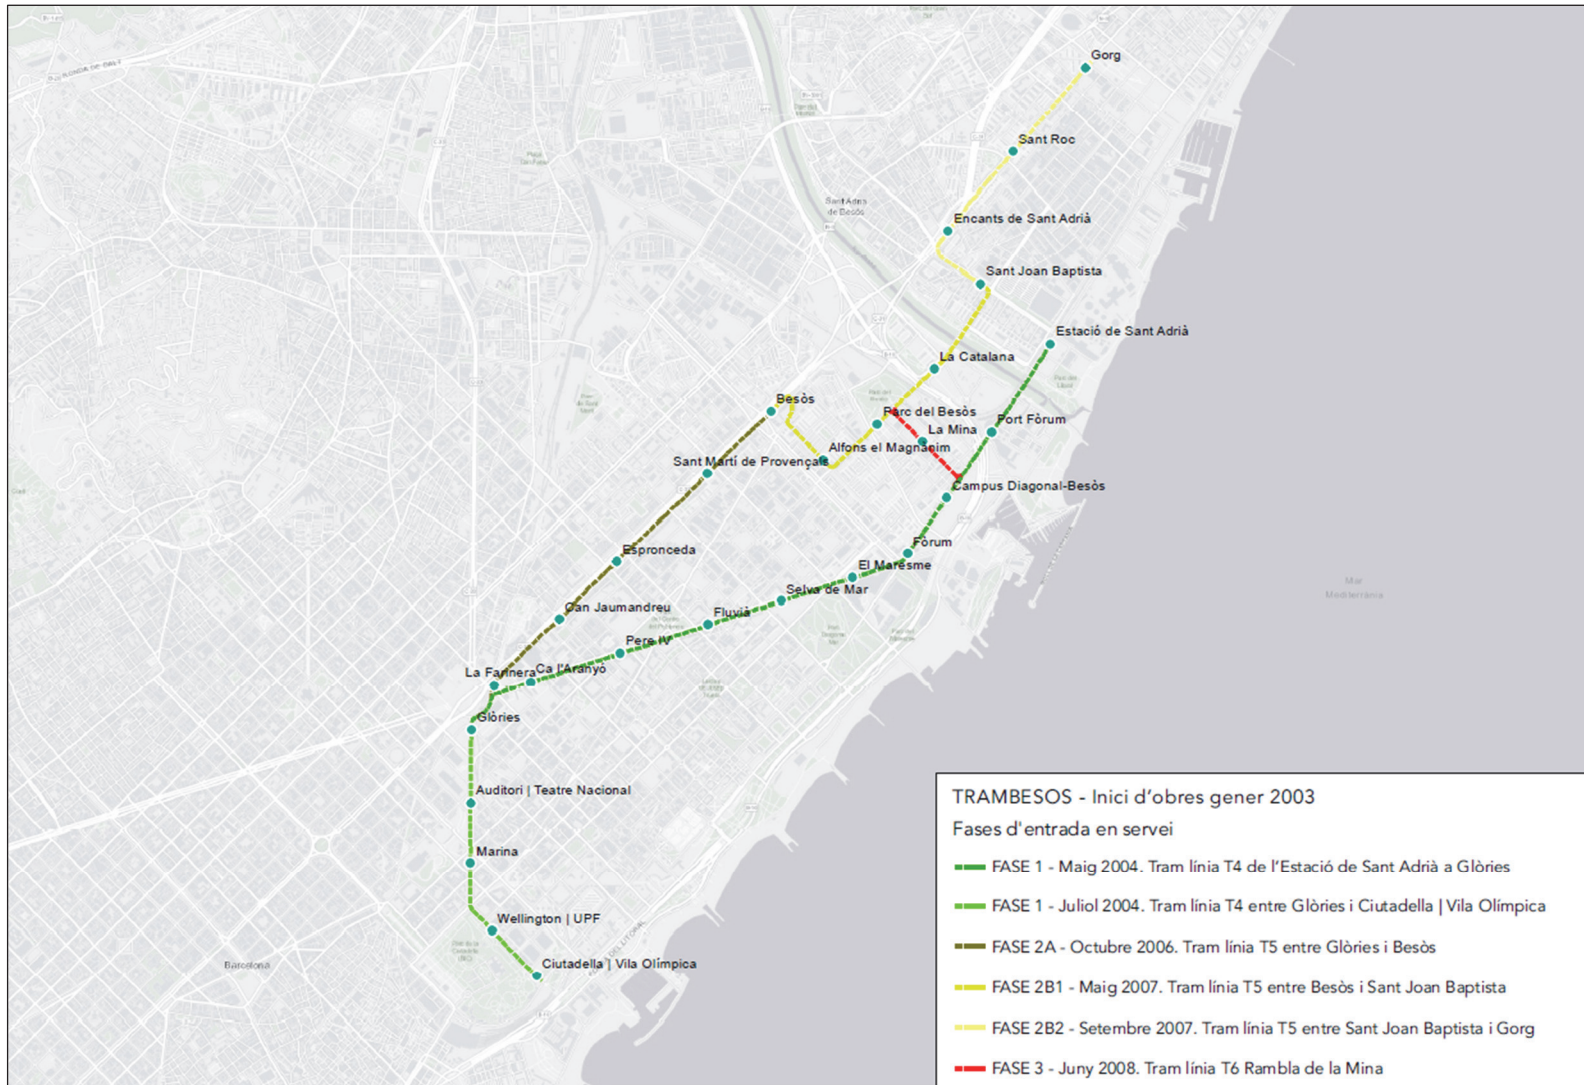 Gorg
Sant Roc
Sant Adrià
de Besòs
Encants de Sant Adrià
Sant Joan Baptista
Estació de Sant Adrià
La Catalana
Besòs
Parc del Besòs
Port Fòrum
La Mina
Alfons el Magnànim
Sant Martí de Provençals
Campus Diagonal-Besòs
Espronceda
Fòrum
El Maresme
Selva de Mar
Mar
Mediterrània
Can Jaumandreu
Fluvià
Pere IV
La Farinera
Ca l'Aranyó
Glòries
Auditori | Teatre Nacional
Marina
Wellington | UPF
Ciutadella | Vila Olímpica
Barcelona
TRAMBESOS - Inici d'obres gener 2003
Fases d'entrada en servei
FASE 1 - Maig 2004. Tram línia T4 de l'Estació de Sant Adrià a Glòries
FASE 1 - Juliol 2004. Tram línia T4 entre Glòries i Ciutadella | Vila Olímpica
FASE 2A - Octubre 2006. Tram línia T5 entre Glòries i Besòs
FASE 2B1 - Maig 2007. Tram línia T5 entre Besòs i Sant Joan Baptista
FASE 2B2 - Setembre 2007. Tram línia T5 entre Sant Joan Baptista i Gorg
FASE 3 - Juny 2008. Tram línia T6 Rambla de la Mina